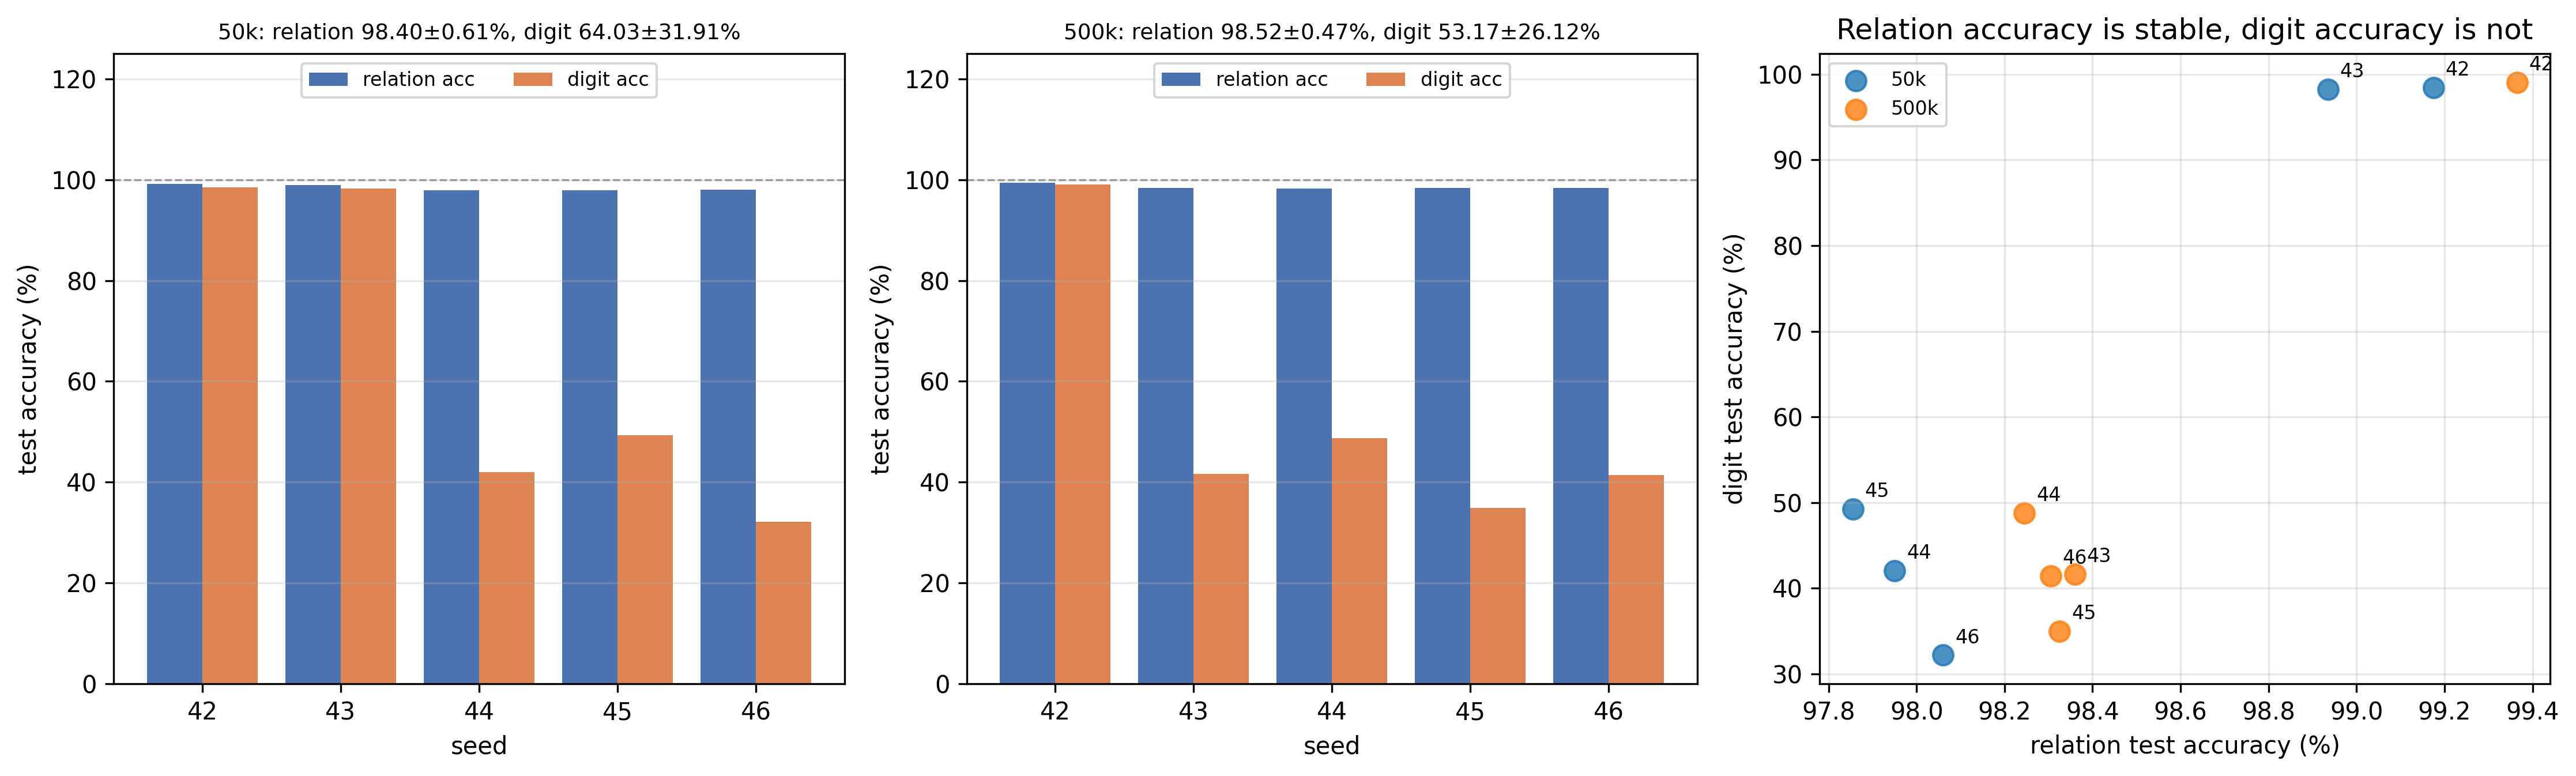 50k: relation 98.40±0.61%, digit 64.03±31.91%
relation acc digit acc
test accuracy (%)
120
100
80
60
40
20
0
42 43 44 45 46
seed
500k: relation 98.52±0.47%, digit 53.17±26.12%
relation acc digit acc
test accuracy (%)
120
100
80
60
40
20
0
42 43 44 45 46
seed
Relation accuracy is stable, digit accuracy is not
50k
500k
digit test accuracy (%)
100
90
80
70
60
50
40
30
43 42 42
45
44
44
46 43
45
46
97.8 98.0 98.2 98.4 98.6 98.8 99.0 99.2 99.4
relation test accuracy (%)